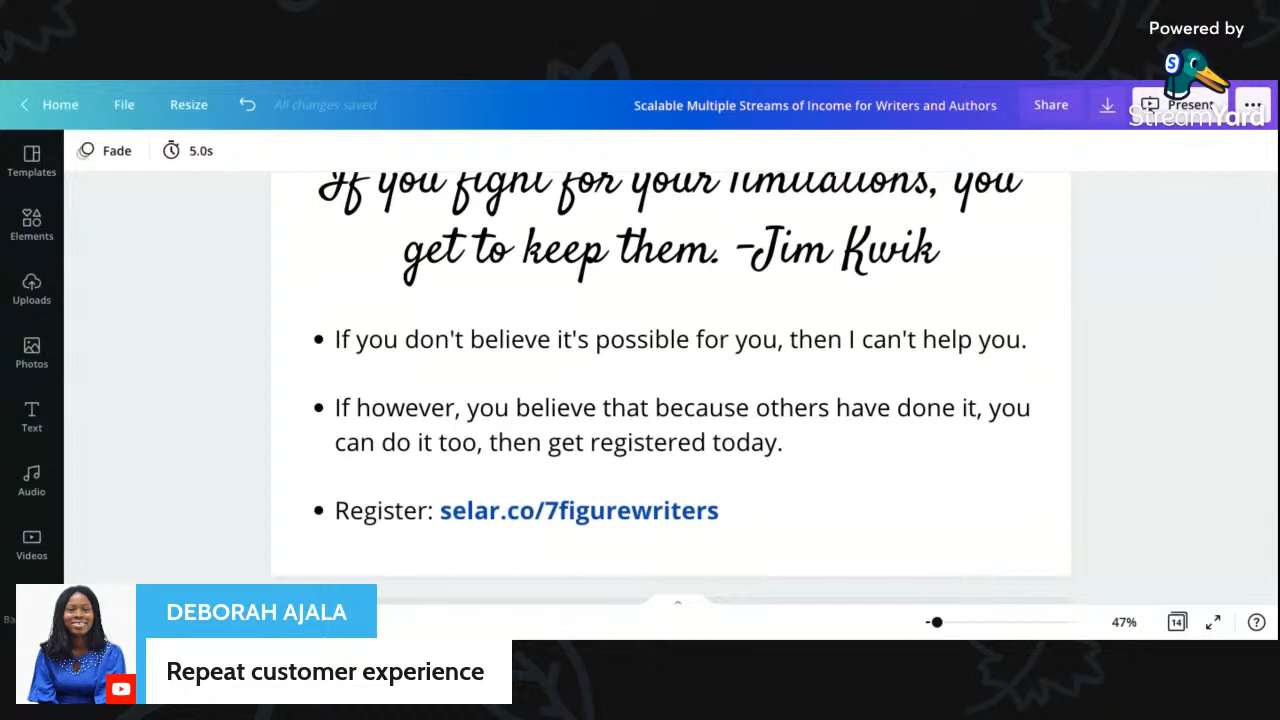 Powered by
StreamYard
Home
File
Resize
All changes saved
Scalable Multiple Streams of Income for Writers and Authors
Share
Present
Fade
5.0s
Templates
Elements
Uploads
Photos
Text
Audio
Videos
If you fight for your limitations, you
get to keep them. -Jim Kwik
• If you don't believe it's possible for you, then I can't help you.
• If however, you believe that because others have done it, you
can do it too, then get registered today.
• Register: selar.co/7figurewriters
47%
14
DEBORAH AJALA
Repeat customer experience